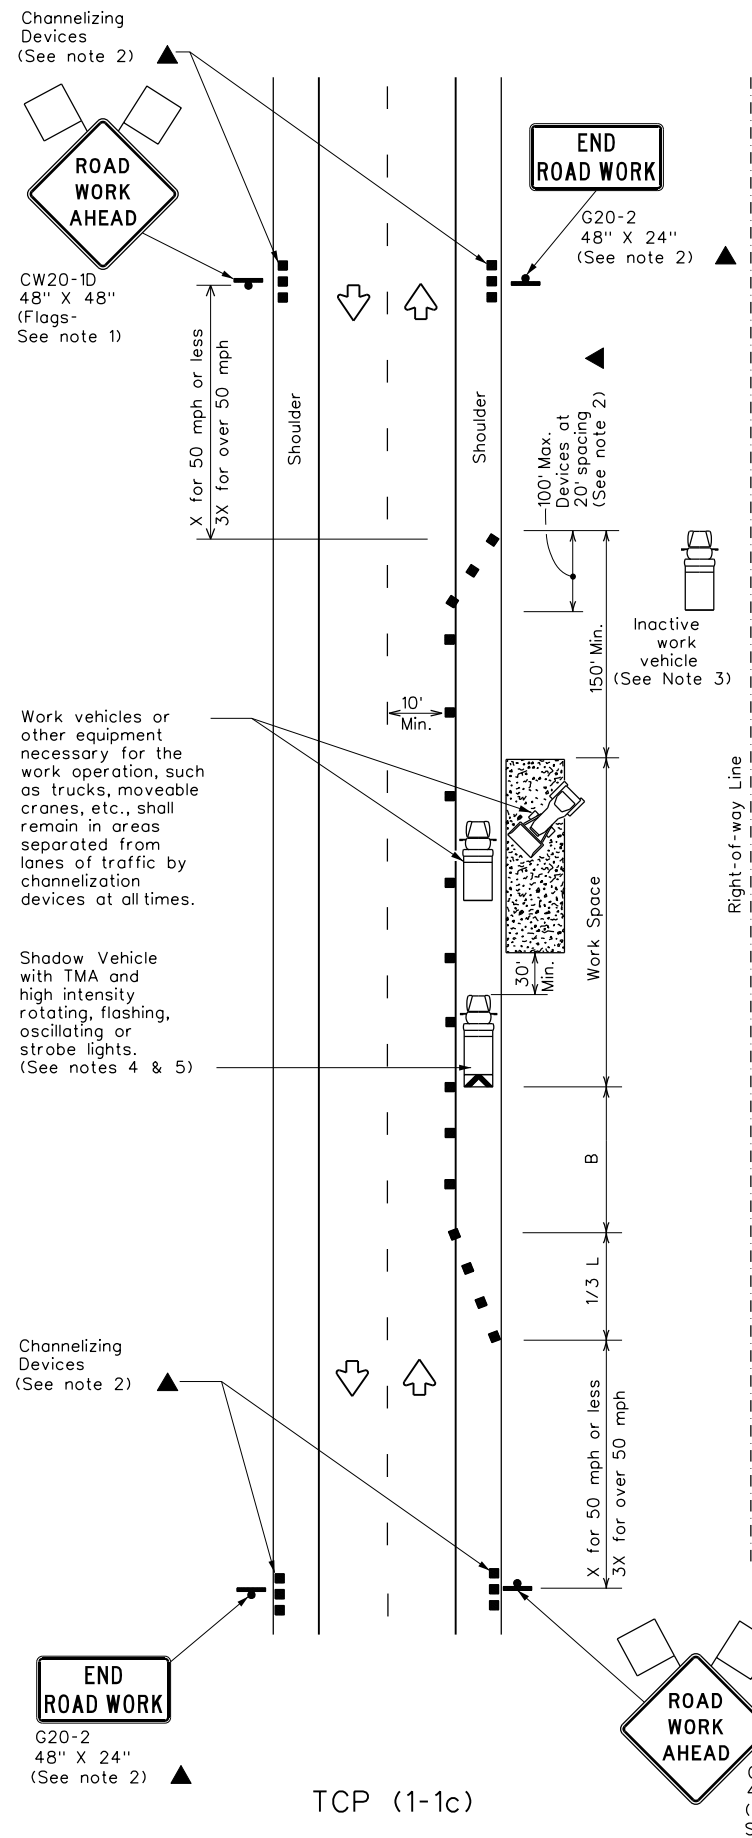 Channelizing
Devices
(See note 2)
ROAD
WORK
AHEAD
CW20-1D
48" X 48"
(Flags-
See note 1)
END
ROAD WORK
G20-2
48" X 24"
(See note 2)
X for 50 mph or less
3X for over 50 mph
Shoulder
Shoulder
100' Max.
Devices at
20' spacing
(See note 2)
Inactive
work
vehicle
(See Note 3)
150' Min.
10'
Min.
Work vehicles or
other equipment
necessary for the
work operation, such
as trucks, moveable
cranes, etc., shall
remain in areas
separated from
lanes of traffic by
channelization
devices at all times.
Right-of-way Line
Work Space
30'
Min.
Shadow Vehicle
with TMA and
high intensity
rotating, flashing,
oscillating or
strobe lights.
(See notes 4 & 5)
B
1/3 L
Channelizing
Devices
(See note 2)
X for 50 mph or less
3X for over 50 mph
END
ROAD WORK
G20-2
48" X 24"
(See note 2)
ROAD
WORK
AHEAD
TCP (1-1c)